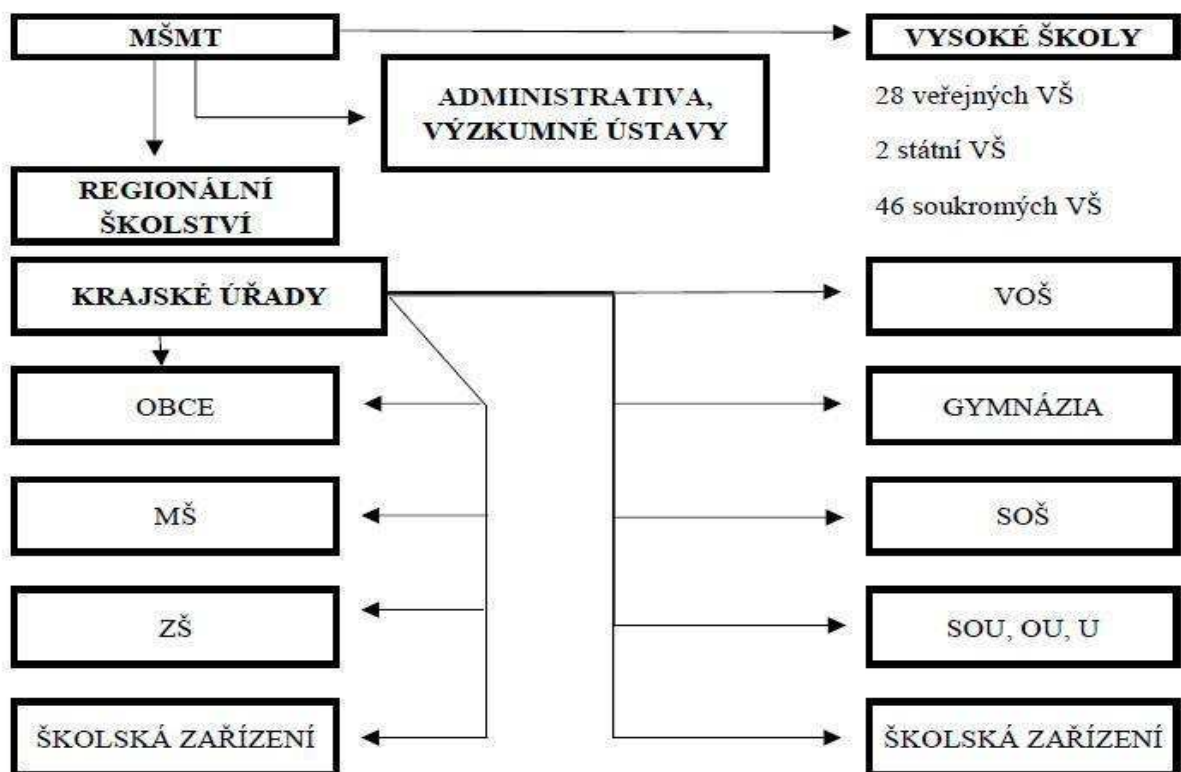 MŠMT
VYSOKÉ ŠKOLY
ADMINISTRATIVA,
VÝZKUMNÉ ÚSTAVY
28 veřejných VŠ
2 státní VŠ
46 soukromých VŠ
REGIONÁLNÍ
ŠKOLSTVÍ
KRAJSKÉ ÚŘADY
VOŠ
OBCE
GYMNÁZIA
MŠ
SOŠ
ZŠ
SOU, OU, U
ŠKOLSKÁ ZAŘÍZENÍ
ŠKOLSKÁ ZAŘÍZENÍ